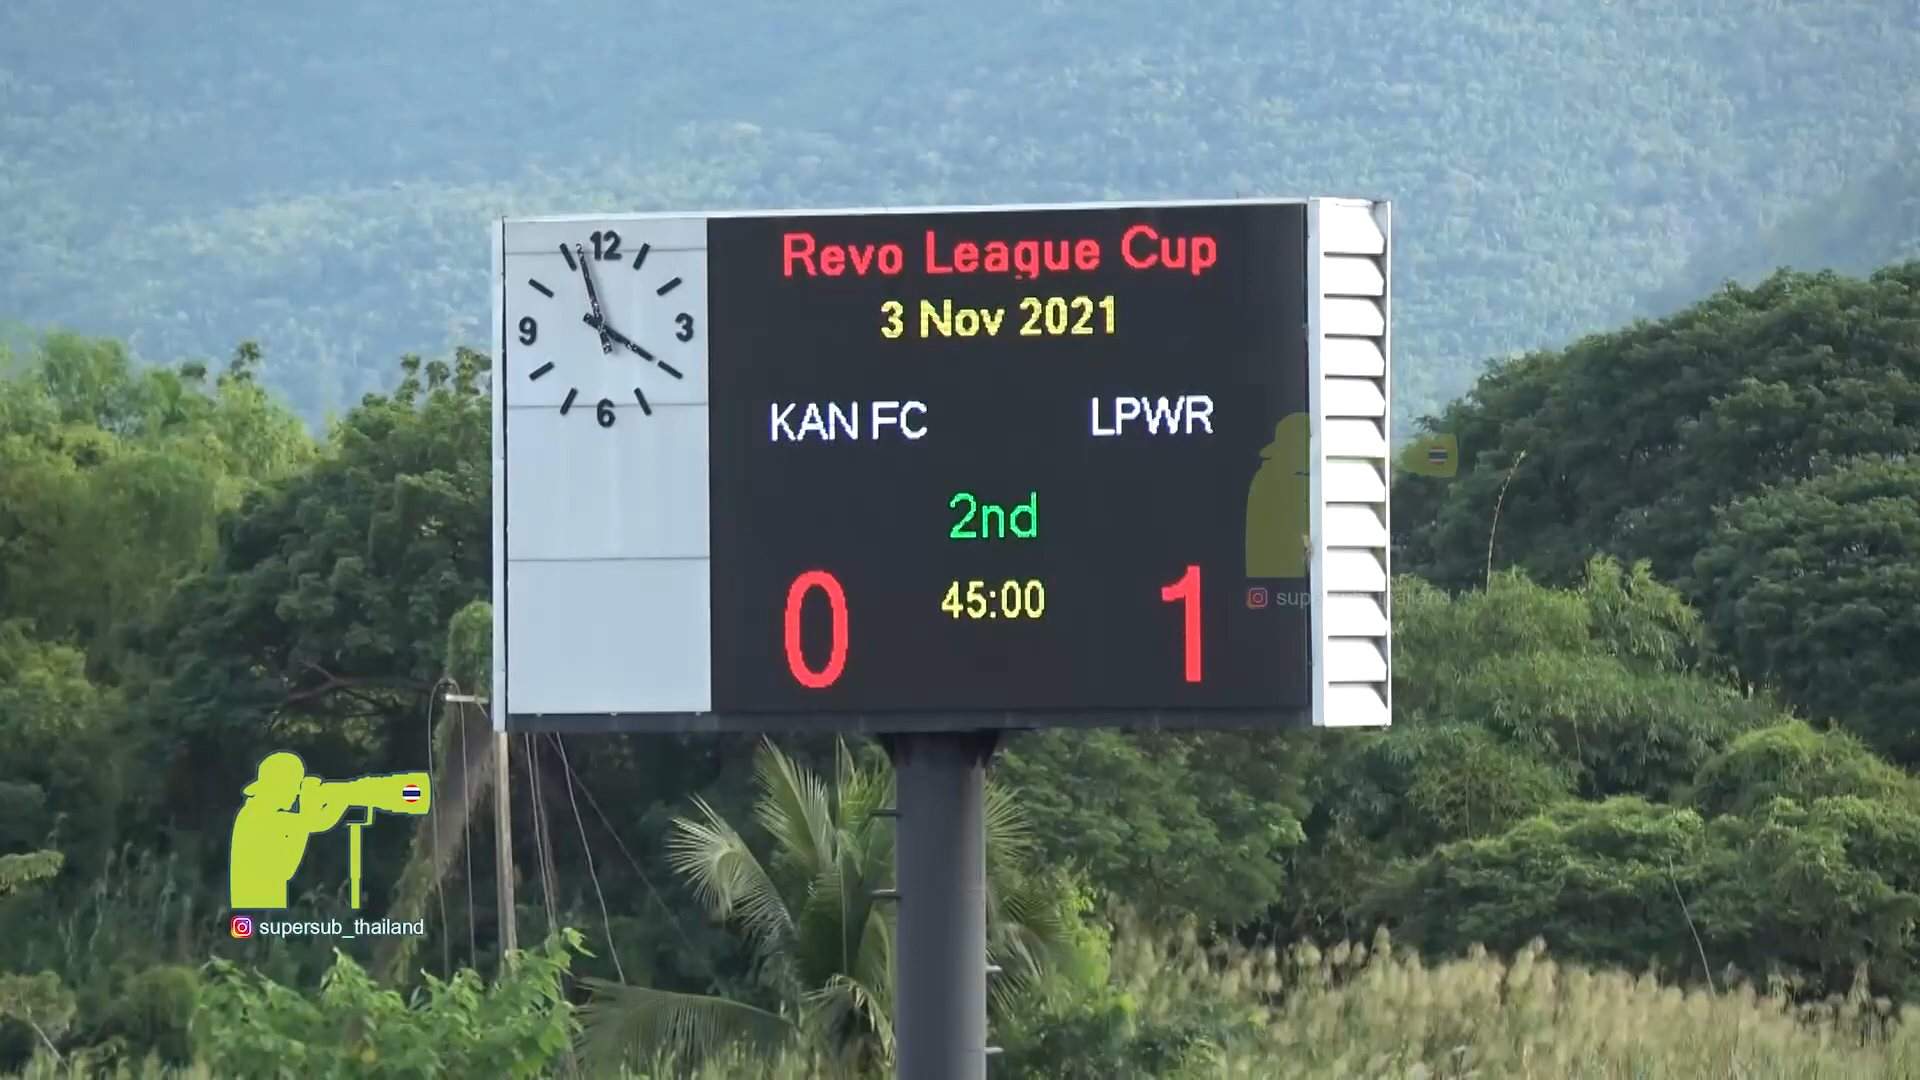 12
9
3
6
Revo League Cup
3 Nov 2021
KAN FC
LPWR
2nd
0
45:00
1
supersub_thailand
supersub_thailand